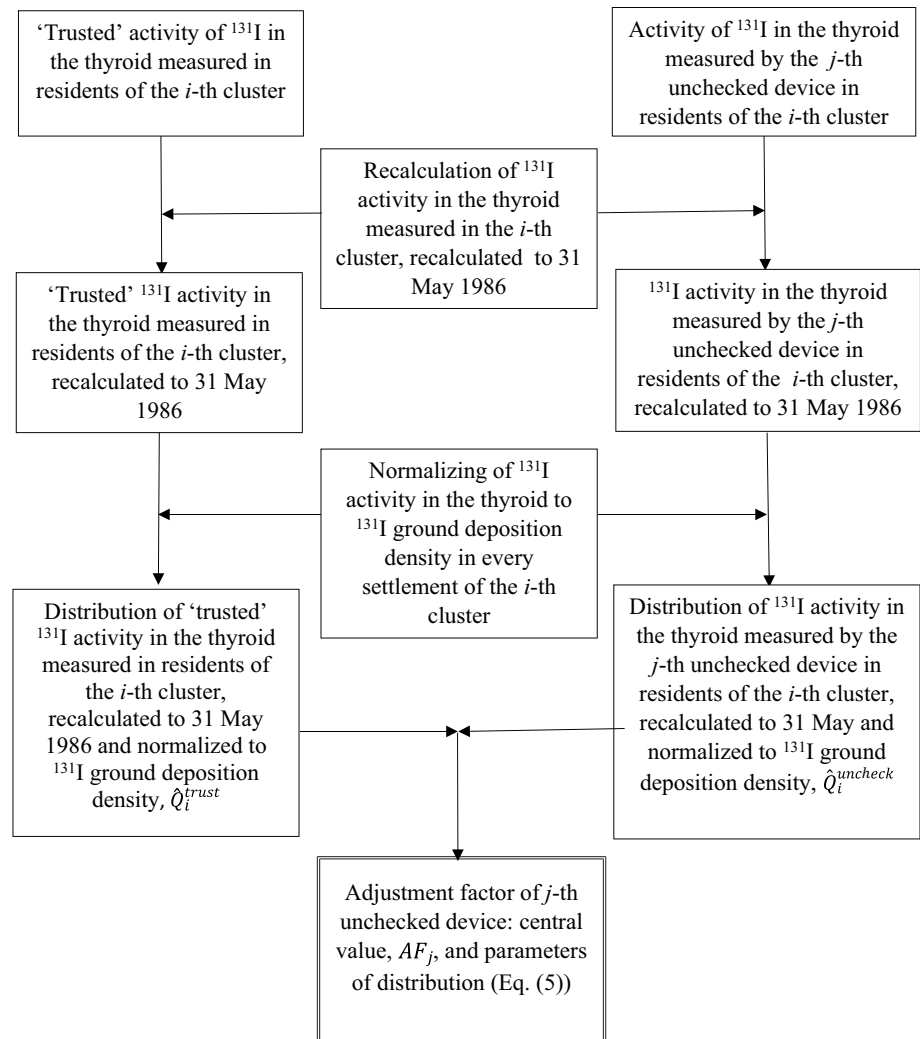 ‘Trusted’ activity of ¹³¹I in
the thyroid measured in
residents of the i-th cluster
Activity of ¹³¹I in the thyroid
measured by the j-th
unchecked device in
residents of the i-th cluster
Recalculation of ¹³¹I
activity in the thyroid
measured in the i-th
cluster, recalculated to 31
May 1986
‘Trusted’ ¹³¹I activity in
the thyroid measured in
residents of the i-th cluster,
recalculated to 31 May
1986
¹³¹I activity in the thyroid
measured by the j-th
unchecked device in
residents of the i-th cluster,
recalculated to 31 May 1986
Normalizing of ¹³¹I
activity in the thyroid to
¹³¹I ground deposition
density in every
settlement of the i-th
cluster
Distribution of ‘trusted’
¹³¹I activity in the thyroid
measured in residents of
the i-th cluster,
recalculated to 31 May
1986 and normalized to
¹³¹I ground deposition
density, Q̂ᵢᵗʳᵘˢᵗ
Distribution of ¹³¹I activity in
the thyroid measured by the
j-th unchecked device in
residents of the i-th cluster,
recalculated to 31 May and
normalized to ¹³¹I ground
deposition density, Q̂ᵢᵘⁿᶜʰᵉᶜᵏ
Adjustment factor of j-th
unchecked device: central
value, AFⱼ, and parameters
of distribution (Eq. (5))